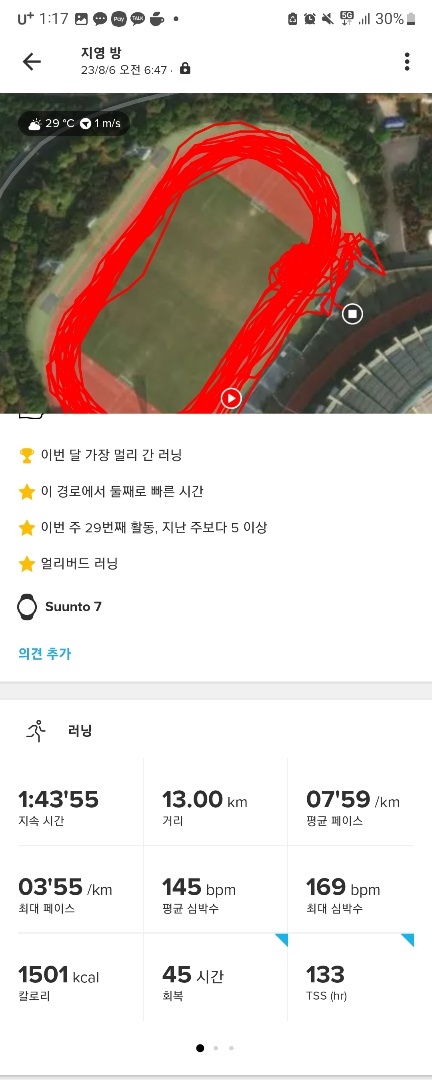 U+ 1:17 Pay TALK 5G 30%
지영 방
23/8/6 오전 6:47 ·
29 °C 1 m/s
이번 달 가장 멀리 간 러닝
이 경로에서 둘째로 빠른 시간
이번 주 29번째 활동, 지난 주보다 5 이상
얼리버드 러닝
Suunto 7
의견 추가
러닝
1:43'55 13.00 km 07'59 /km
지속 시간 거리 평균 페이스
03'55 /km 145 bpm 169 bpm
최대 페이스 평균 심박수 최대 심박수
1501 kcal 45 시간 133
칼로리 회복 TSS (hr)